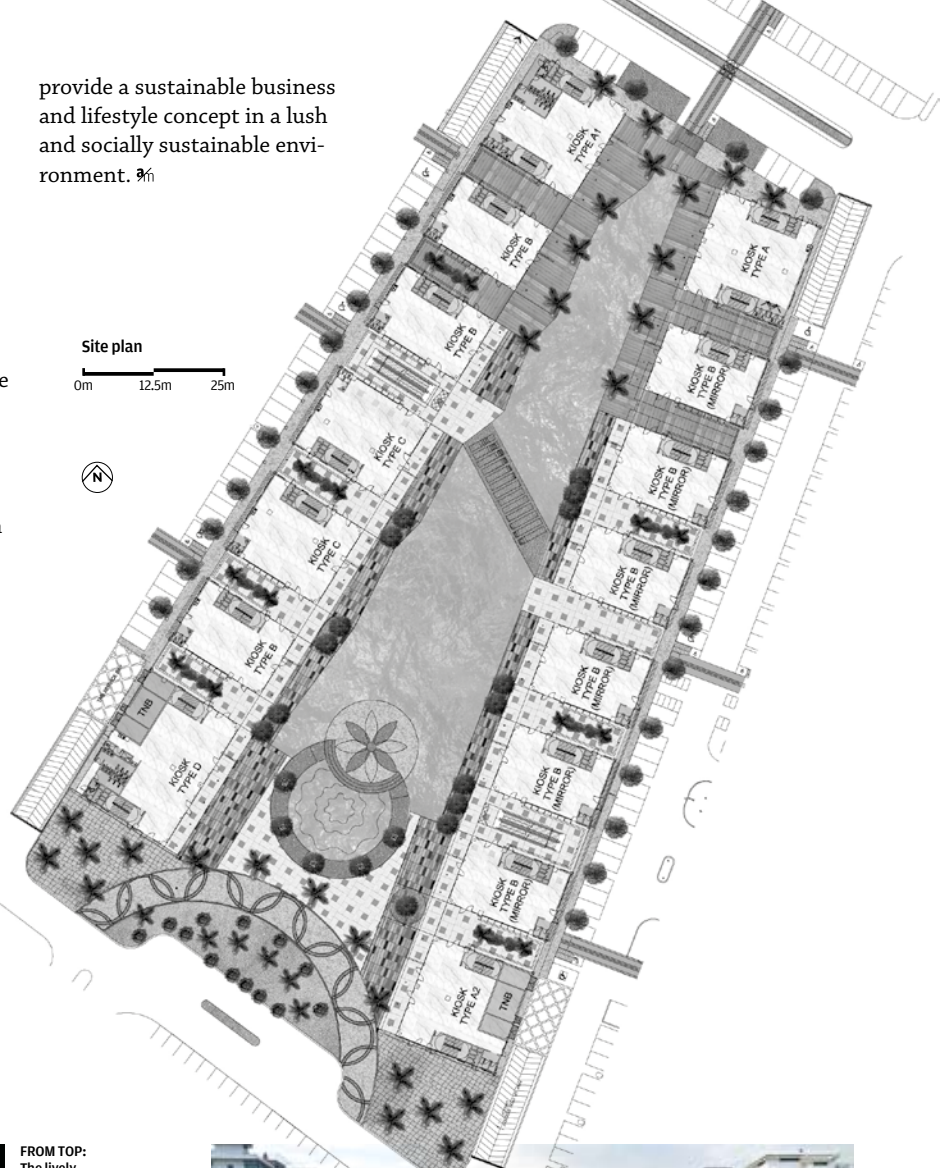 provide a sustainable business
and lifestyle concept in a lush
and socially sustainable envi-
ronment. a/m
Site plan
0m 12.5m 25m
N
KIOSK
TYPE A1
KIOSK
TYPE B
KIOSK
TYPE B
KIOSK
TYPE C
KIOSK
TYPE C
KIOSK
TYPE B
TNB
KIOSK
TYPE D
KIOSK
TYPE A
KIOSK
TYPE B
(MIRROR)
KIOSK
TYPE B
(MIRROR)
KIOSK
TYPE B
(MIRROR)
KIOSK
TYPE B
(MIRROR)
KIOSK
TYPE B
(MIRROR)
KIOSK
TYPE B
(MIRROR)
KIOSK
TYPE A2
TNB
FROM TOP:
The lively